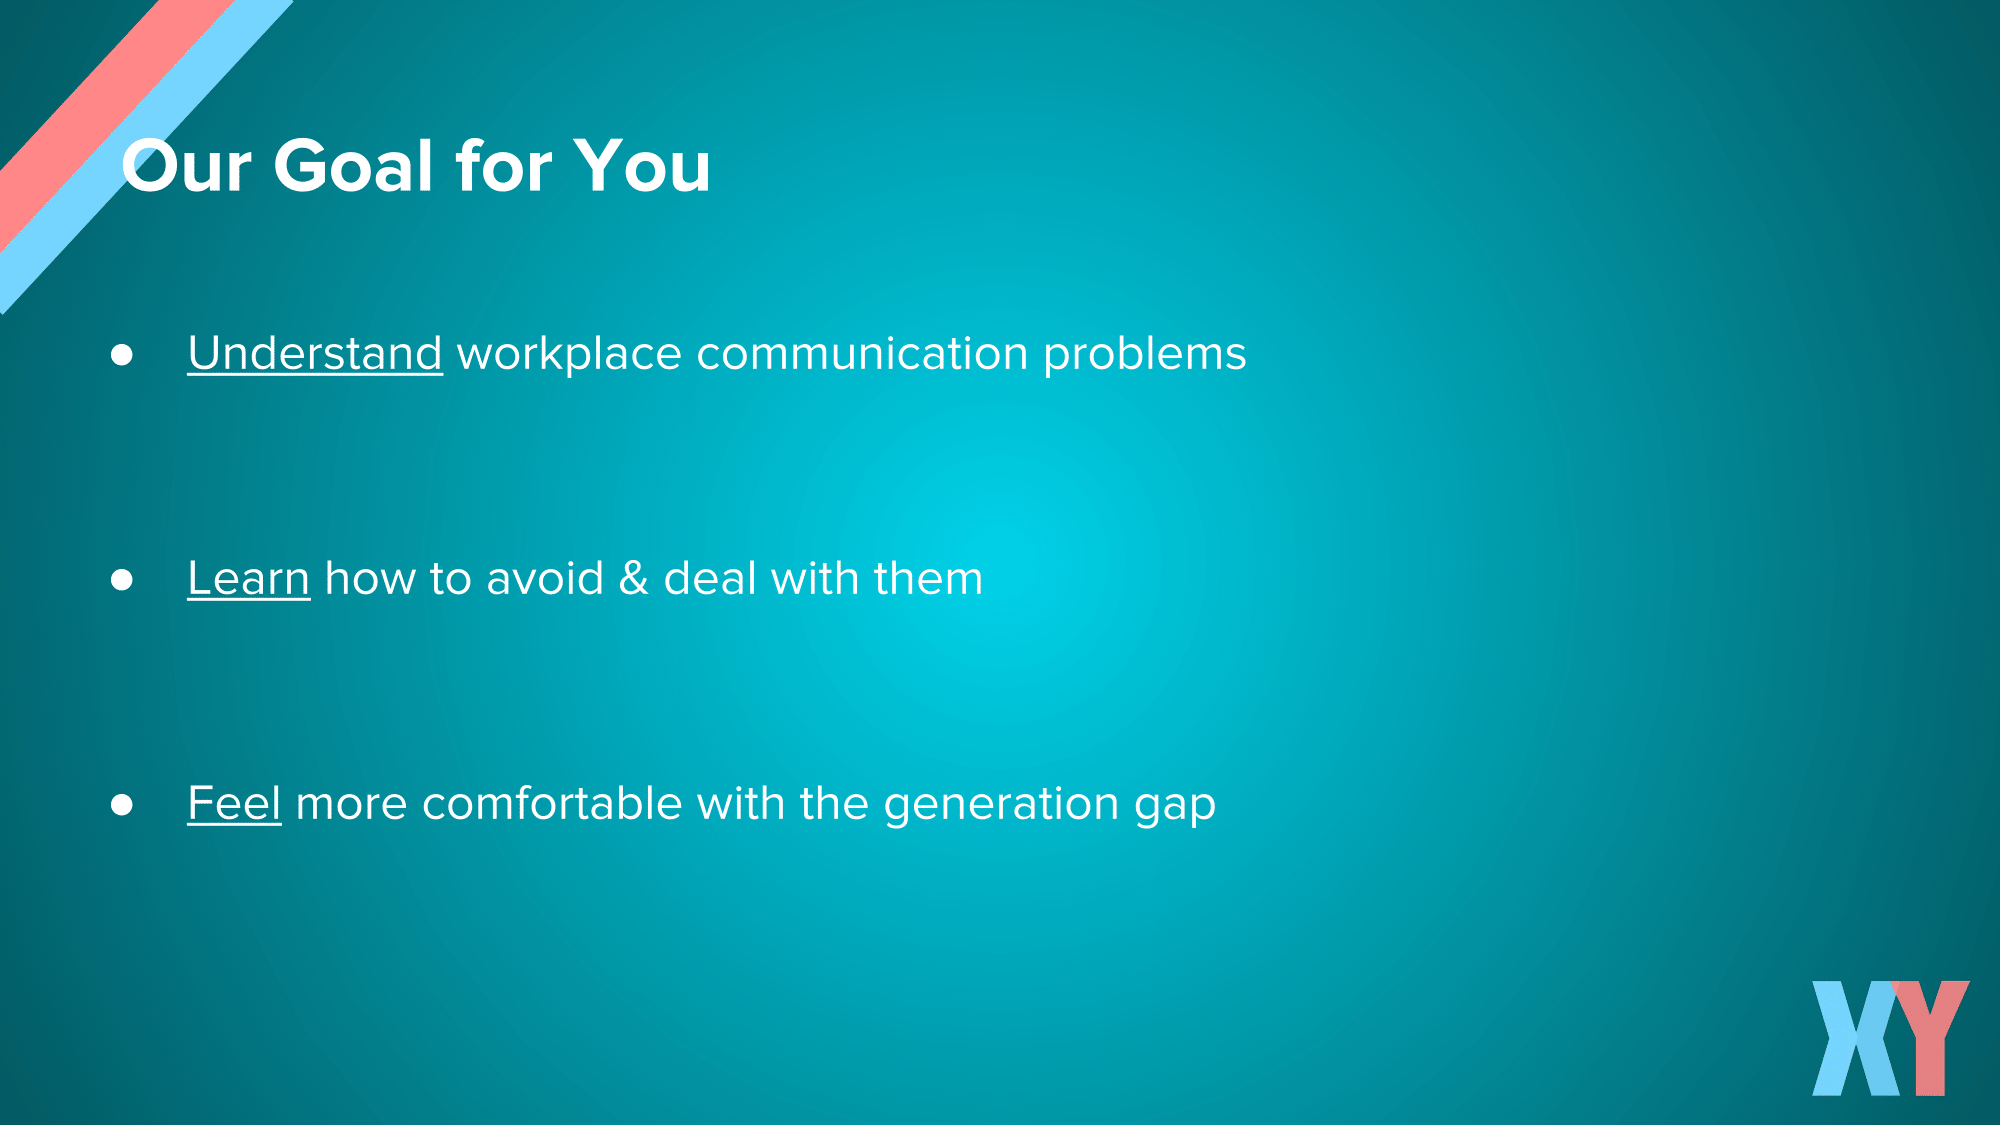 Our Goal for You
● Understand workplace communication problems
● Learn how to avoid & deal with them
● Feel more comfortable with the generation gap
XY